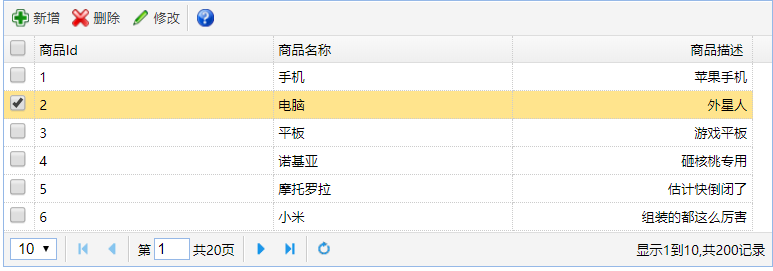 新增 删除 修改
商品Id 商品名称 商品描述
1 手机 苹果手机
2 电脑 外星人
3 平板 游戏平板
4 诺基亚 砸核桃专用
5 摩托罗拉 估计快倒闭了
6 小米 组装的都这么厉害
10 第 1 共20页 显示1到10,共200记录